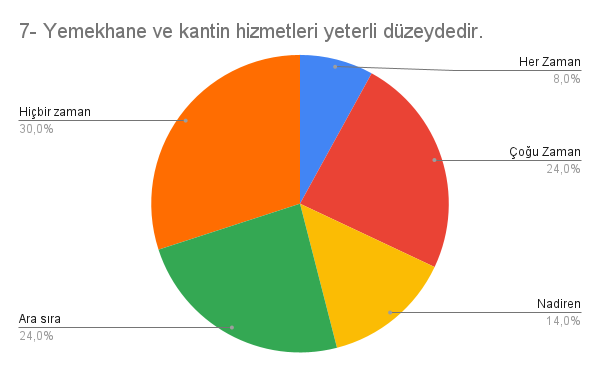 7- Yemekhane ve kantin hizmetleri yeterli düzeydedir.
Her Zaman
8,0%
Hiçbir zaman
30,0%
Çoğu Zaman
24,0%
Nadiren
14,0%
Ara sıra
24,0%